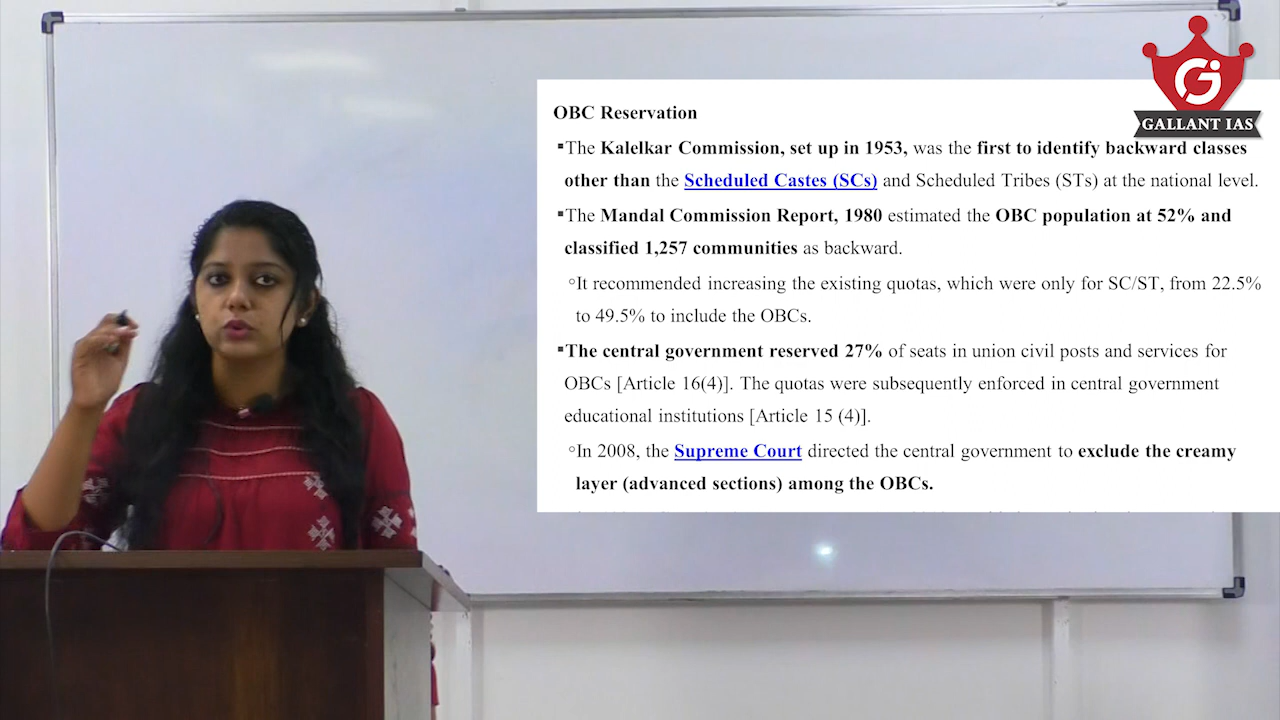 GALLANT IAS
OBC Reservation
▪The Kalelkar Commission, set up in 1953, was the first to identify backward classes
other than the Scheduled Castes (SCs) and Scheduled Tribes (STs) at the national level.
▪The Mandal Commission Report, 1980 estimated the OBC population at 52% and
classified 1,257 communities as backward.
◦It recommended increasing the existing quotas, which were only for SC/ST, from 22.5%
to 49.5% to include the OBCs.
▪The central government reserved 27% of seats in union civil posts and services for
OBCs [Article 16(4)]. The quotas were subsequently enforced in central government
educational institutions [Article 15 (4)].
◦In 2008, the Supreme Court directed the central government to exclude the creamy
layer (advanced sections) among the OBCs.